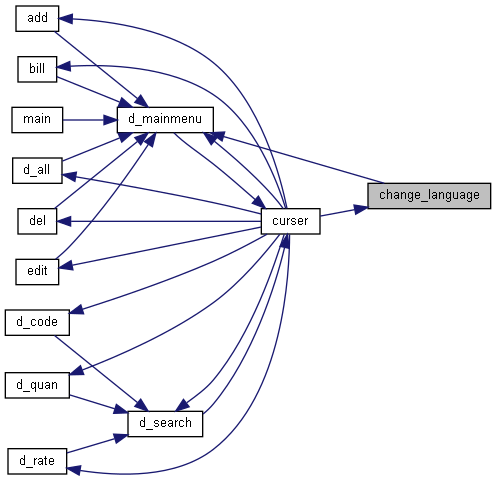 add
bill
main
d_mainmenu
d_all
change_language
del
curser
edit
d_code
d_quan
d_search
d_rate